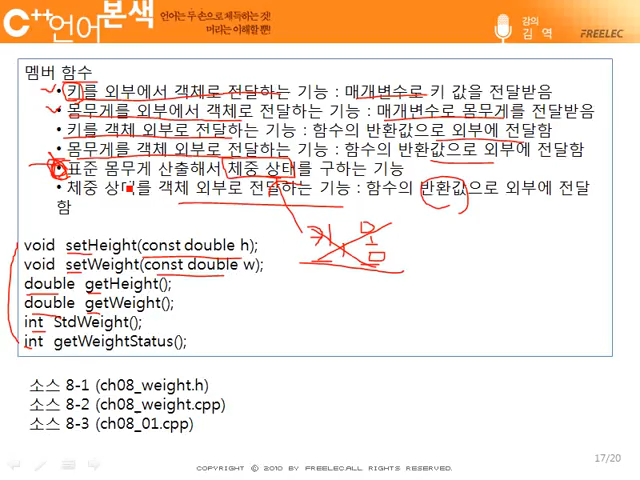 C++언어 본색
언어는 두 손으로 체득하는 것!
머리는 이해할 뿐!
강의
김 역
FREELEC
멤버 함수
• 키를 외부에서 객체로 전달하는 기능 : 매개변수로 키 값을 전달받음
• 몸무게를 외부에서 객체로 전달하는 기능 : 매개변수로 몸무게를 전달받음
• 키를 객체 외부로 전달하는 기능 : 함수의 반환값으로 외부에 전달함
• 몸무게를 객체 외부로 전달하는 기능 : 함수의 반환값으로 외부에 전달함
• 표준 몸무게 산출해서 체중 상태를 구하는 기능
• 체중 상태를 객체 외부로 전달하는 기능 : 함수의 반환값으로 외부에 전달
함
키 몸
void setHeight(const double h);
void setWeight(const double w);
double getHeight();
double getWeight();
int StdWeight();
int getWeightStatus();
소스 8-1 (ch08_weight.h)
소스 8-2 (ch08_weight.cpp)
소스 8-3 (ch08_01.cpp)
17/20
COPYRIGHT © 2010 BY FREELEC.ALL RIGHTS RESERVED.